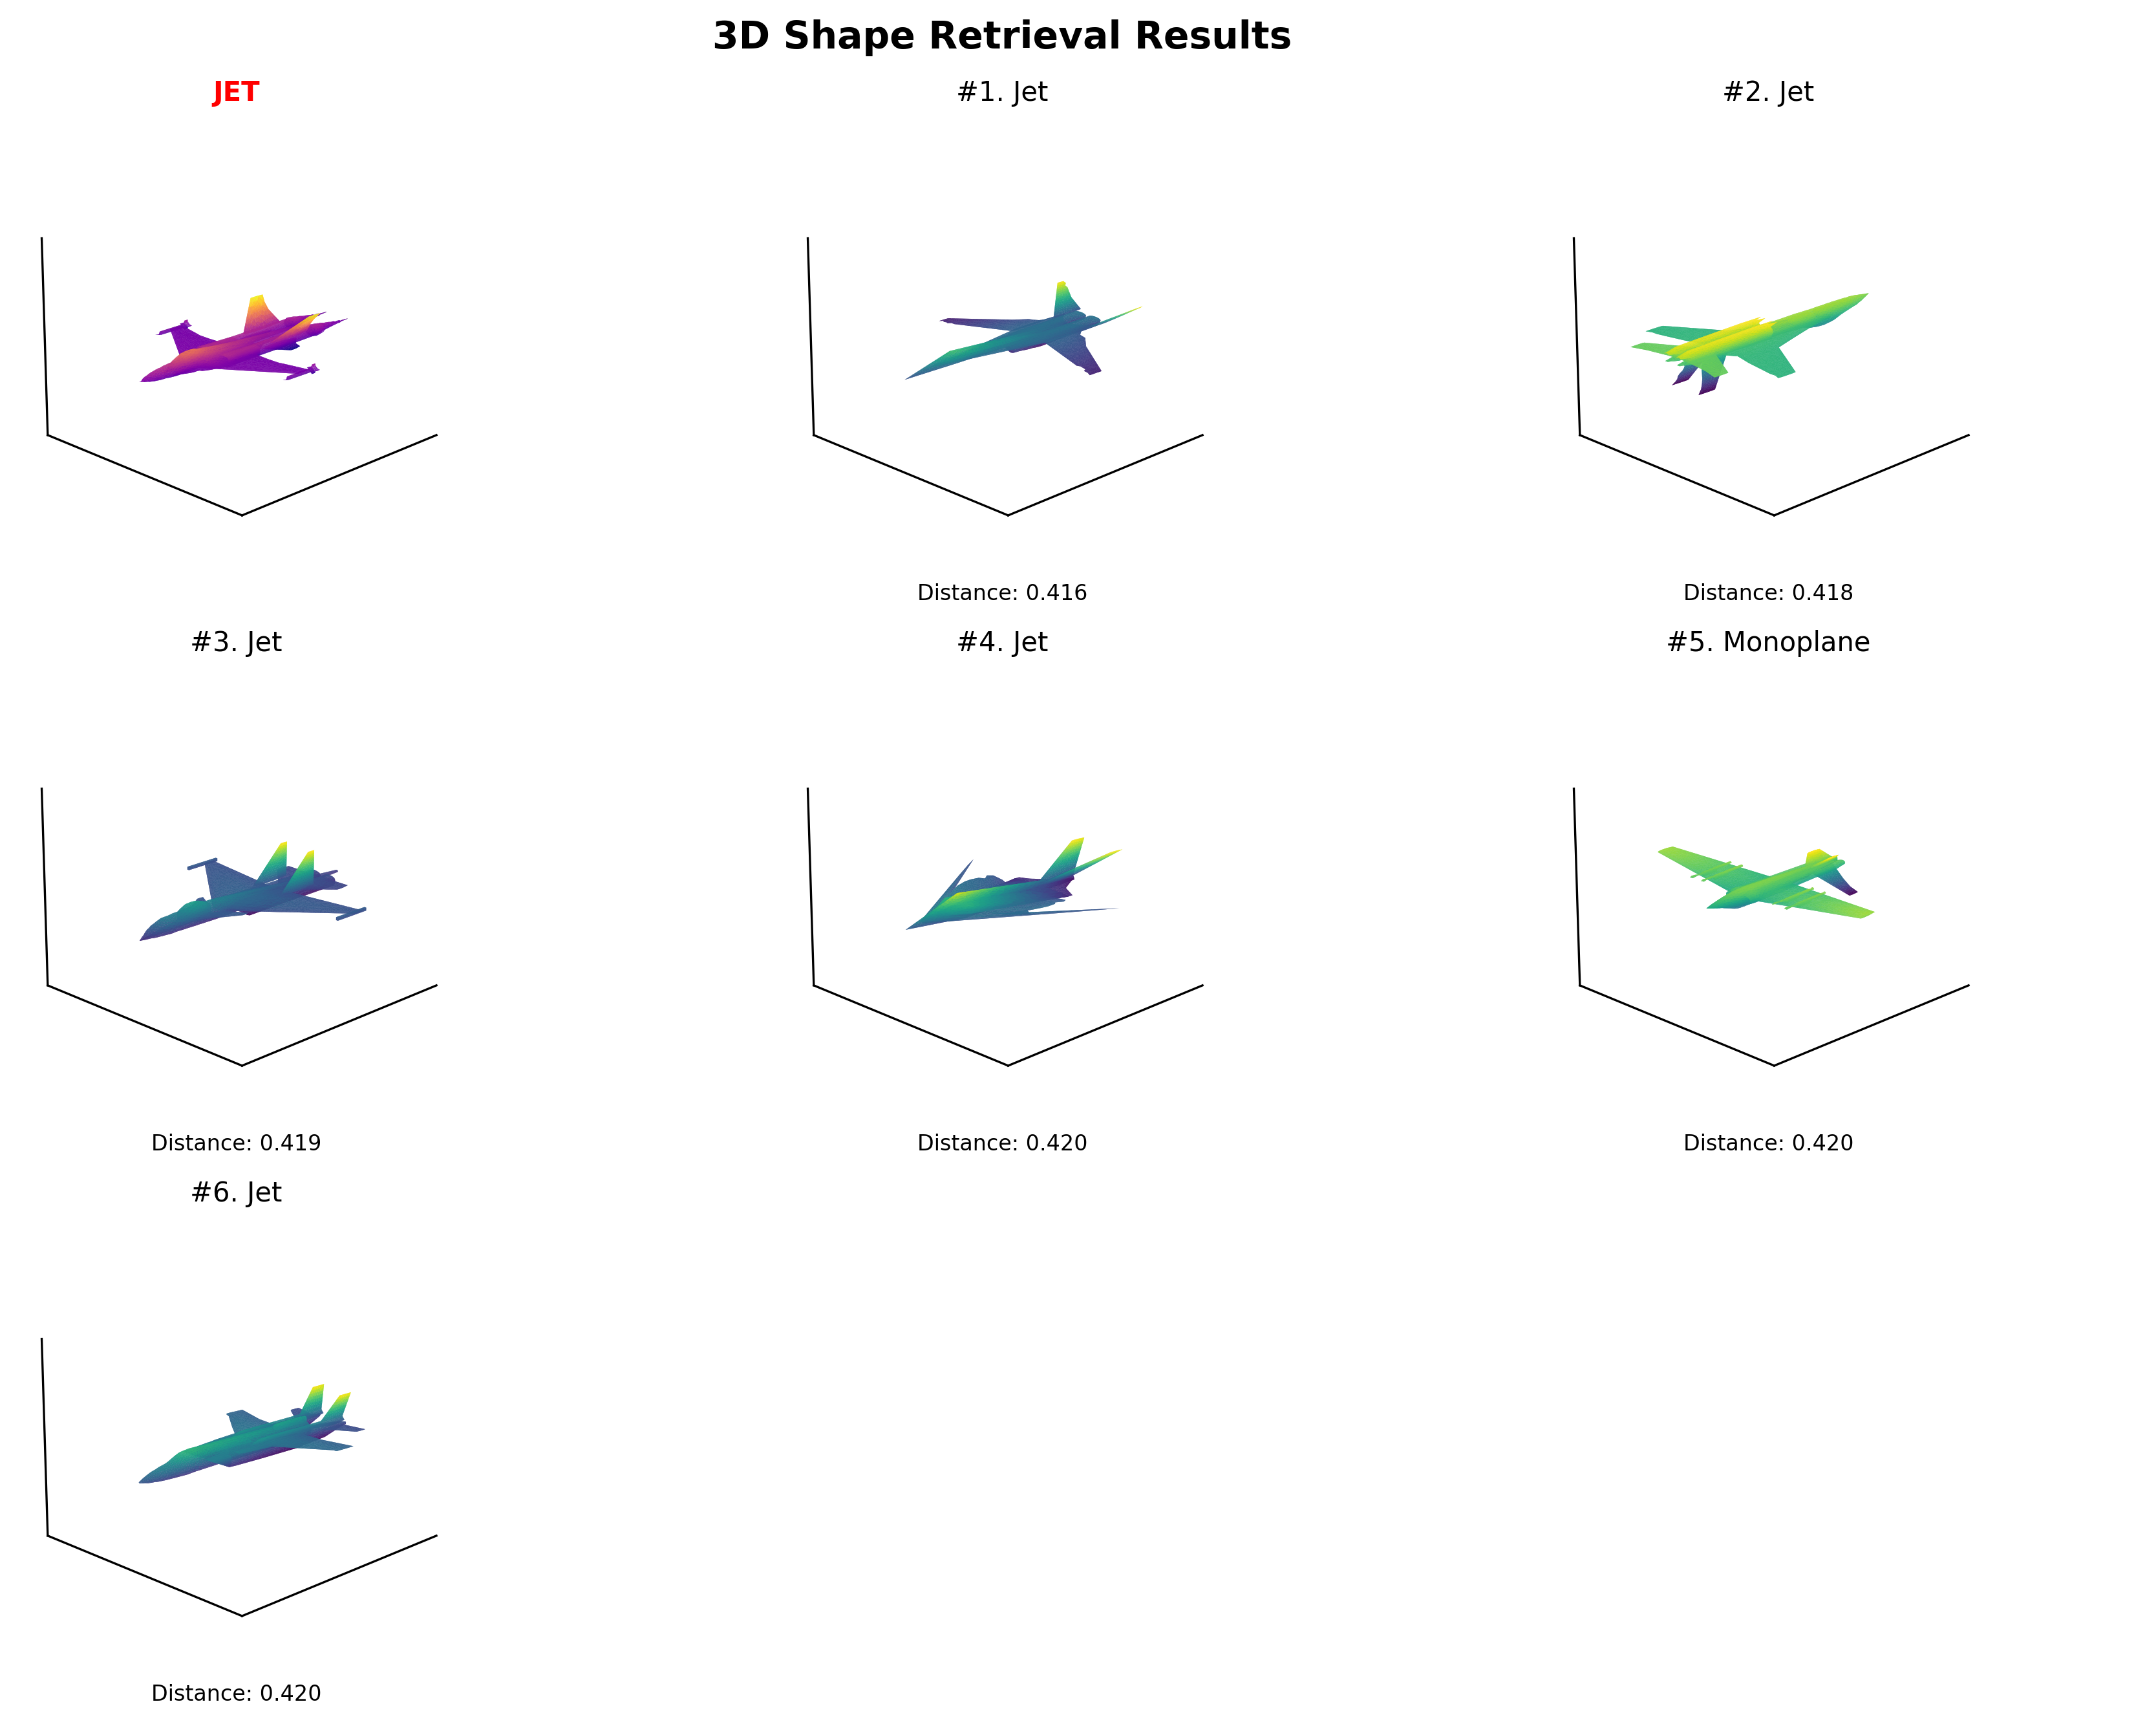 3D Shape Retrieval Results
JET
#1. Jet
#2. Jet
Distance: 0.416
Distance: 0.418
#3. Jet
#4. Jet
#5. Monoplane
Distance: 0.419
Distance: 0.420
Distance: 0.420
#6. Jet
Distance: 0.420